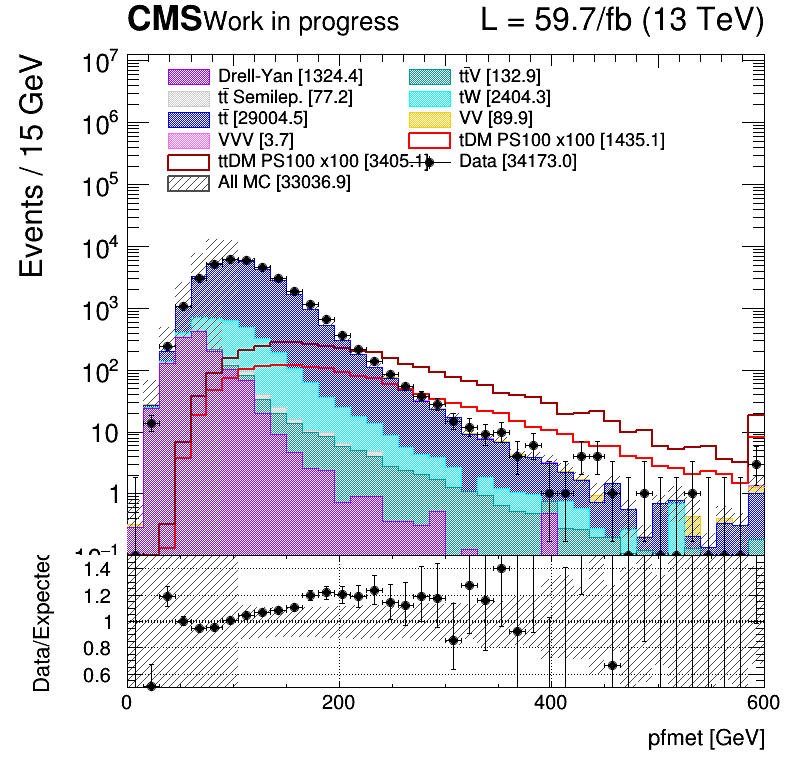 CMS Work in progress L = 59.7/fb (13 TeV)
Events / 15 GeV
10⁷
10⁶
10⁵
10⁴
10³
10²
10
1
10⁻¹
Drell-Yan [1324.4] tt̄V [132.9]
tt̄ Semilep. [77.2] tW [2404.3]
tt̄ [29004.5] VV [89.9]
VVV [3.7] tDM PS100 x100 [1435.1]
ttDM PS100 x100 [3405.1] Data [34173.0]
All MC [33036.9]
Data/Expected
1.4
1.2
1
0.8
0.6
0 200 400 600
pfmet [GeV]